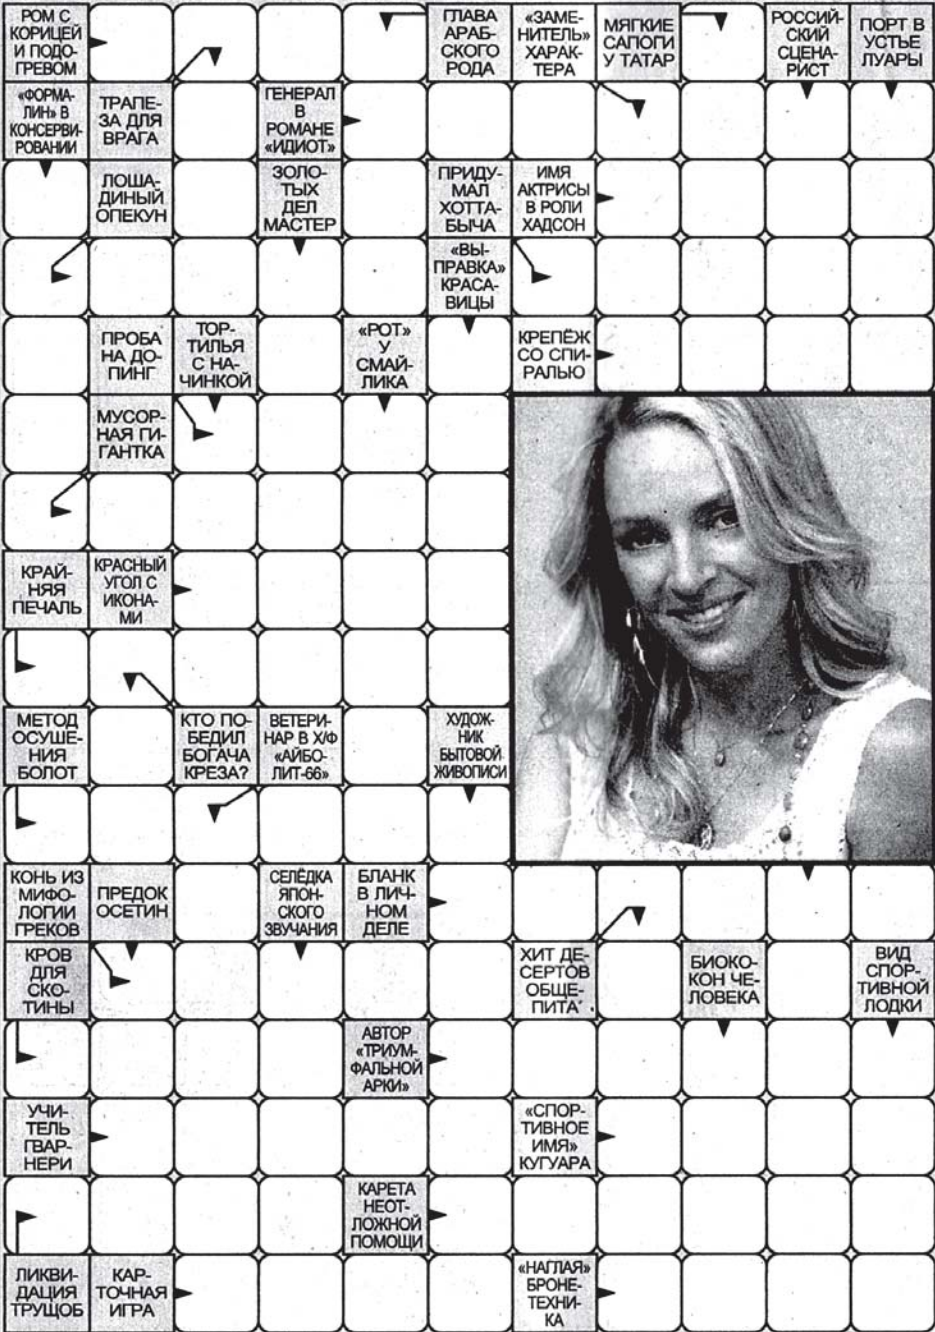 РОМ С
КОРИЦЕЙ
И ПОДО-
ГРЕВОМ
ГЛАВА
АРАБ-
СКОГО
РОДА
«ЗАМЕ-
НИТЕЛЬ»
ХАРАК-
ТЕРА
МЯГКИЕ
САПОГИ
У ТАТАР
РОССИЙ-
СКИЙ
СЦЕНА-
РИСТ
ПОРТ В
УСТЬЕ
ЛУАРЫ
«ФОРМА-
ЛИН» В
КОНСЕРВИ-
РОВАНИИ
ТРАПЕ-
ЗА ДЛЯ
ВРАГА
ГЕНЕРАЛ
В
РОМАНЕ
«ИДИОТ»
ЛОША-
ДИНЫЙ
ОПЕКУН
ЗОЛО-
ТЫХ
ДЕЛ
МАСТЕР
ПРИДУ-
МАЛ
ХОТТА-
БЫЧА
ИМЯ
АКТРИСЫ
В РОЛИ
ХАДСОН
«ВЫ-
ПРАВКА»
КРАСА-
ВИЦЫ
ПРОБА
НА ДО-
ПИНГ
ТОР-
ТИЛЬЯ
С НА-
ЧИНКОЙ
«РОТ»
У
СМАЙ-
ЛИКА
КРЕПЁЖ
СО СПИ-
РАЛЬЮ
МУСОР-
НАЯ ГИ-
ГАНТКА
КРАЙ-
НЯЯ
ПЕЧАЛЬ
КРАСНЫЙ
УГОЛ С
ИКОНА-
МИ
МЕТОД
ОСУШЕ-
НИЯ
БОЛОТ
КТО ПО-
БЕДИЛ
БОГАЧА
КРЕЗА?
ВЕТЕРИ-
НАР В Х/Ф
«АЙБО-
ЛИТ-66»
ХУДОЖ-
НИК
БЫТОВОЙ
ЖИВОПИСИ
КОНЬ ИЗ
МИФО-
ЛОГИИ
ГРЕКОВ
ПРЕДОК
ОСЕТИН
СЕЛЁДКА
ЯПОН-
СКОГО
ЗВУЧАНИЯ
БЛАНК
В ЛИЧ-
НОМ
ДЕЛЕ
КРОВ
ДЛЯ
СКО-
ТИНЫ
ХИТ ДЕ-
СЕРТОВ
ОБЩЕ-
ПИТА
БИОКО-
КОН ЧЕ-
ЛОВЕКА
ВИД
СПОР-
ТИВНОЙ
ЛОДКИ
АВТОР
«ТРИУМ-
ФАЛЬНОЙ
АРКИ»
УЧИ-
ТЕЛЬ
ГВАР-
НЕРИ
«СПОР-
ТИВНОЕ
ИМЯ»
КУГУАРА
КАРЕТА
НЕОТ-
ЛОЖНОЙ
ПОМОЩИ
ЛИКВИ-
ДАЦИЯ
ТРУЩОБ
КАР-
ТОЧНАЯ
ИГРА
«НАГЛАЯ»
БРОНЕ-
ТЕХНИ-
КА